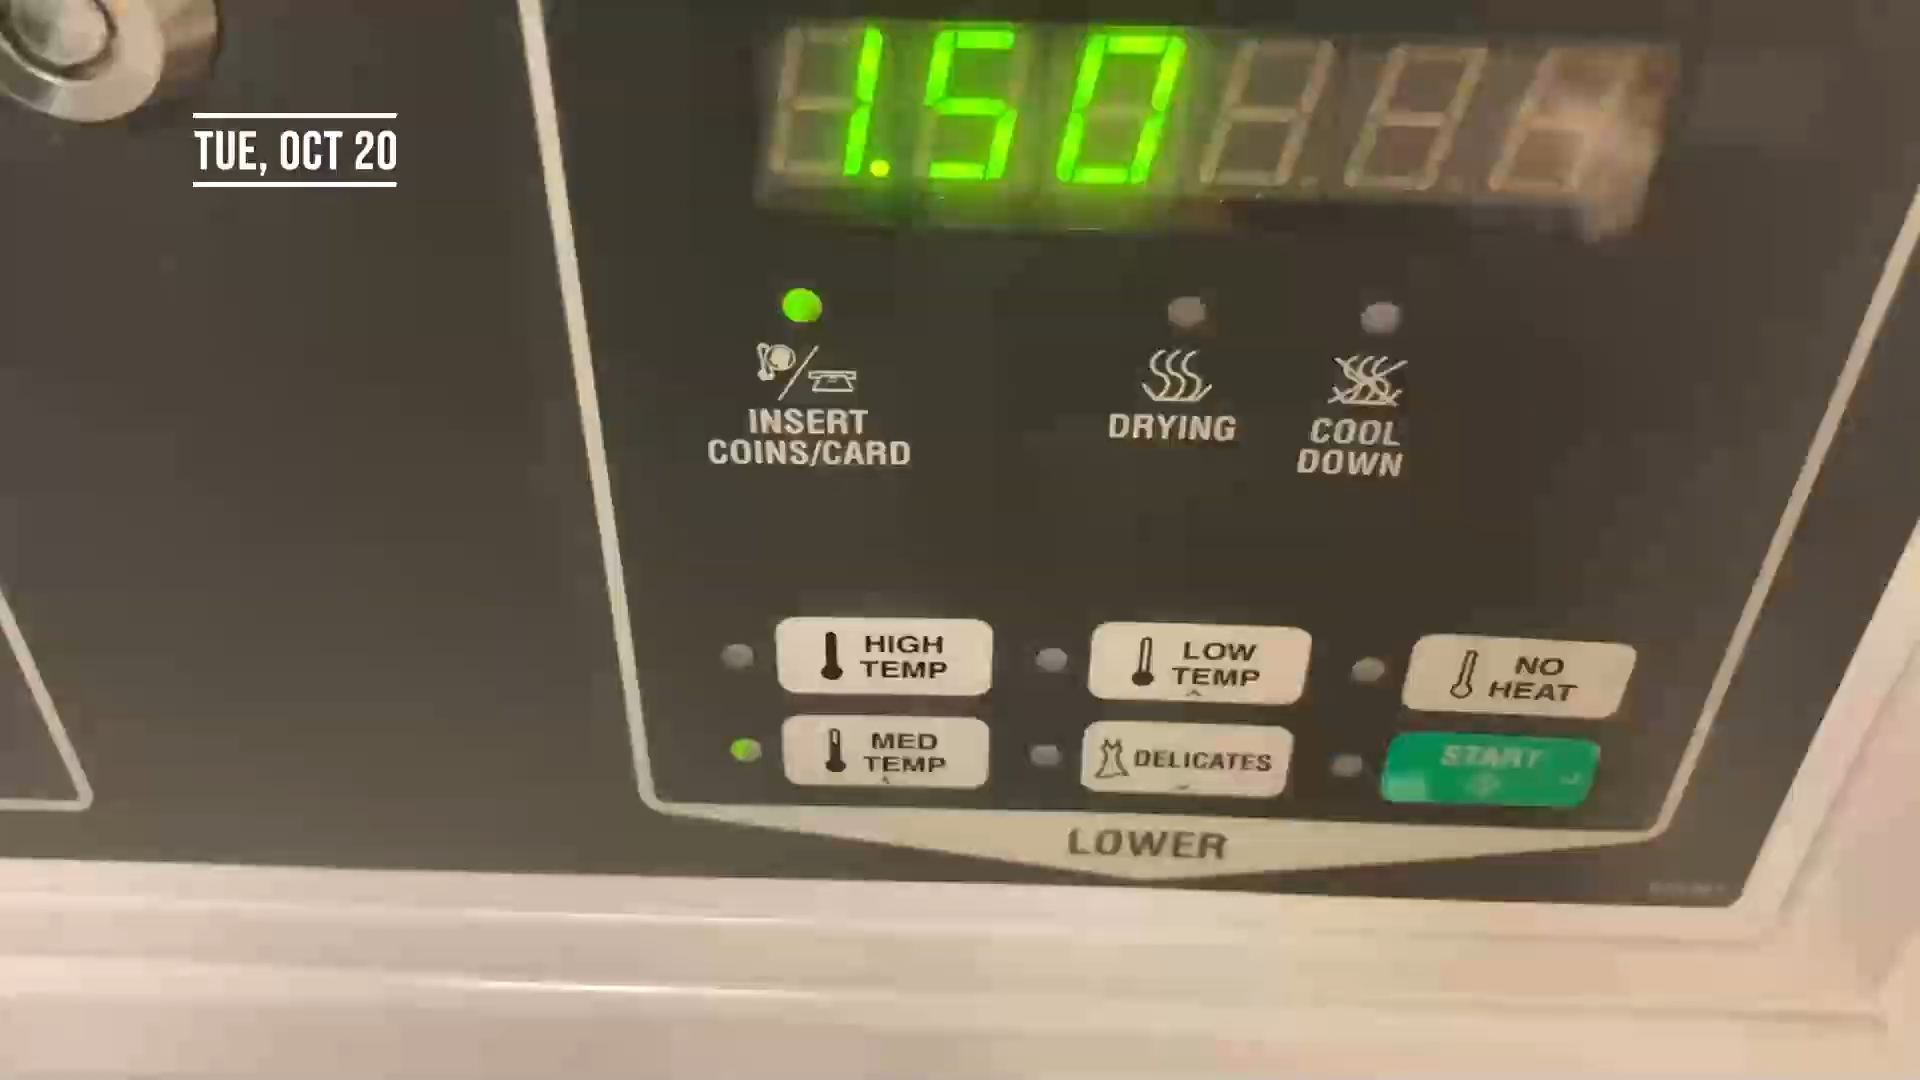 1.50
TUE, OCT 20
INSERT
COINS/CARD
DRYING
COOL
DOWN
HIGH
TEMP
LOW
TEMP
NO
HEAT
MED
TEMP
DELICATES
START
LOWER